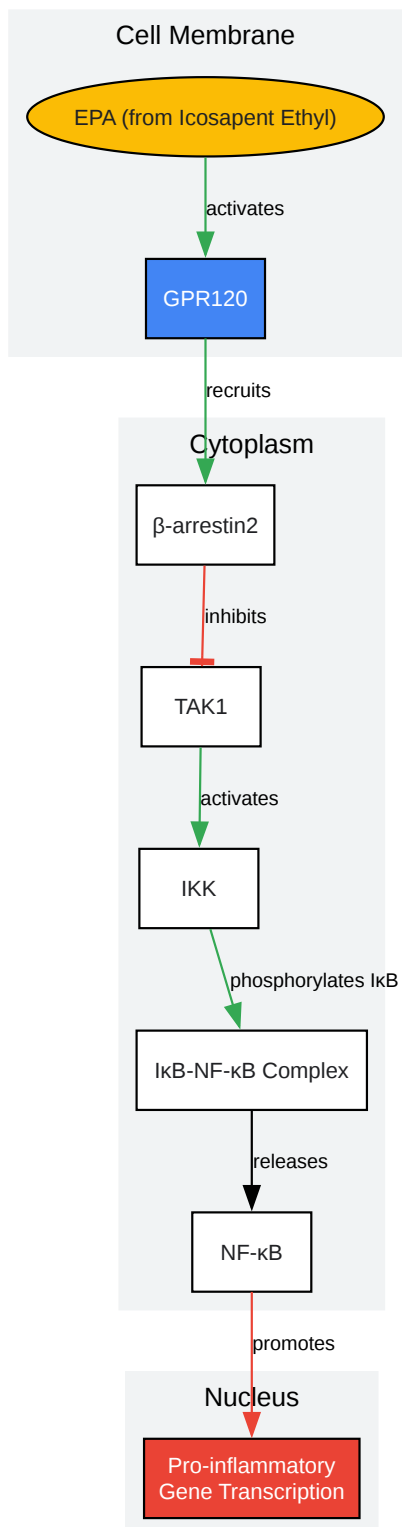 Cell Membrane
EPA (from Icosapent Ethyl)
activates
GPR120
recruits
Cytoplasm
β-arrestin2
inhibits
TAK1
activates
IKK
phosphorylates IκB
IκB-NF-κB Complex
releases
NF-κB
promotes
Nucleus
Pro-inflammatory
Gene Transcription